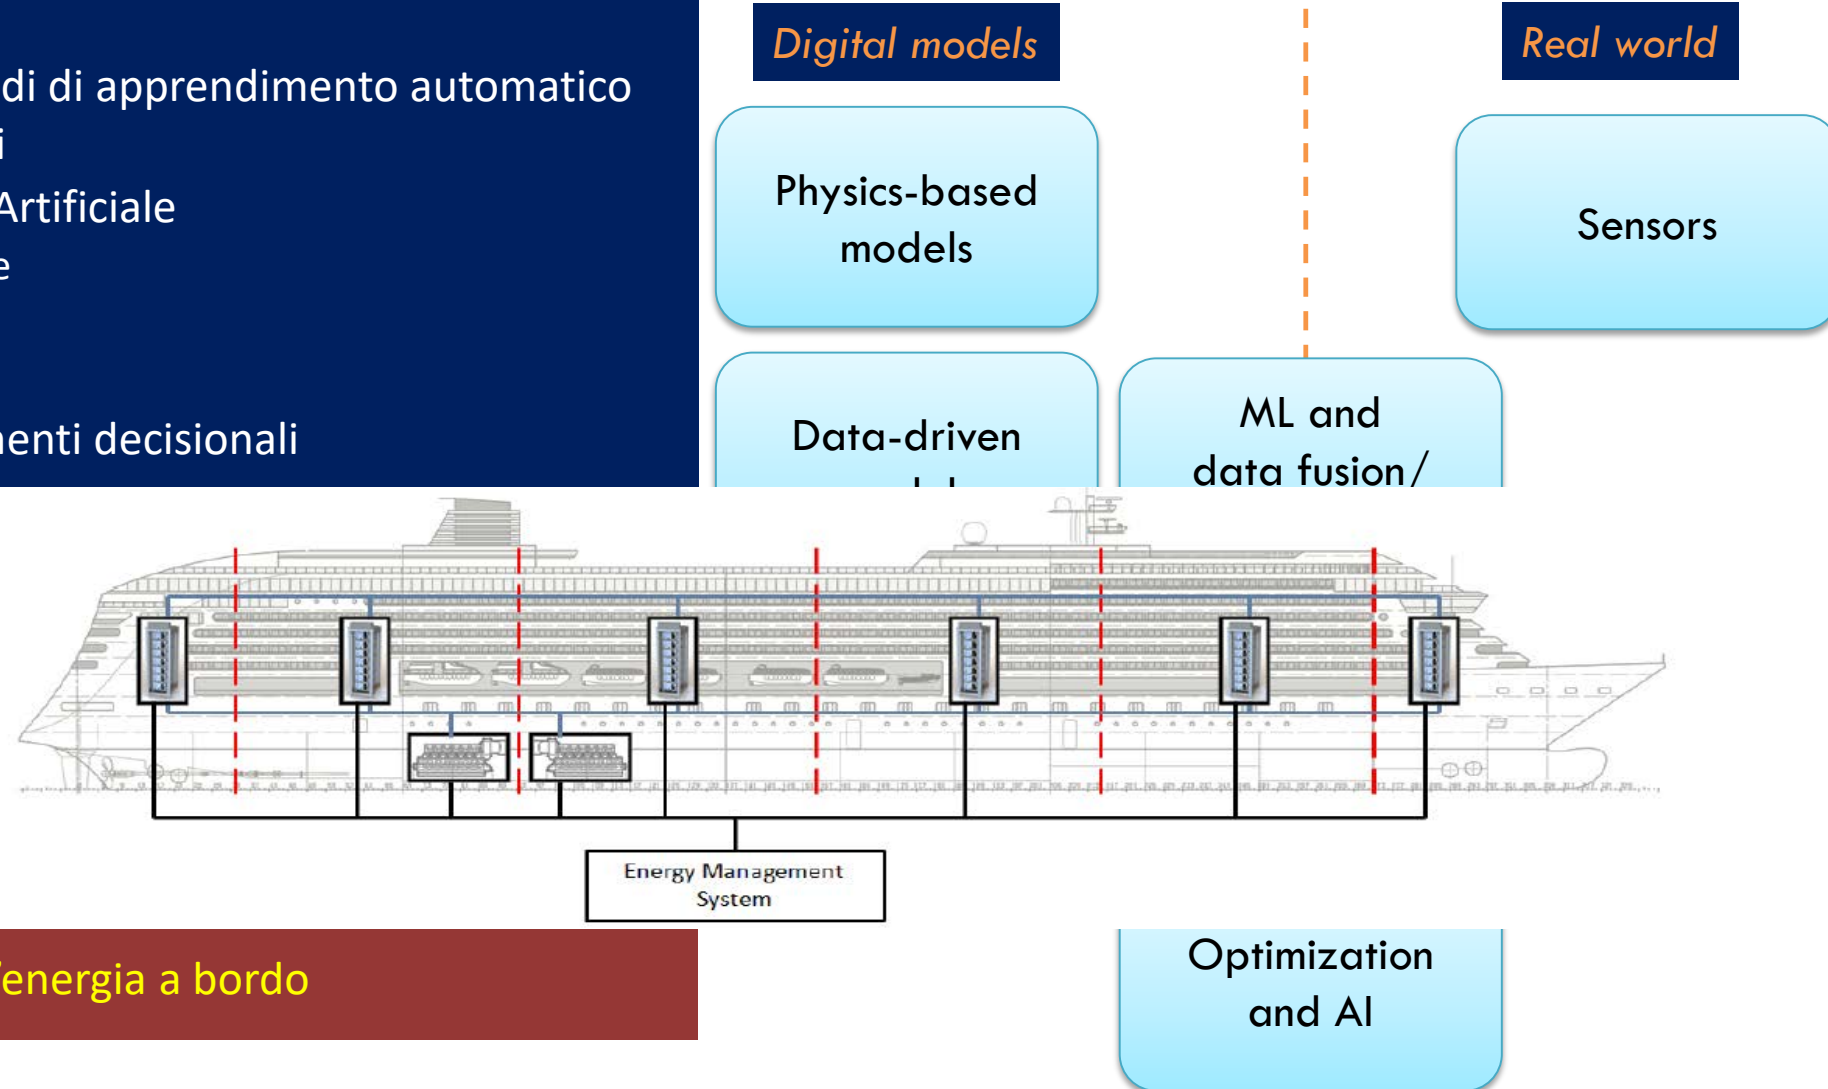 di di apprendimento automatico
i
Artificiale
e
nenti decisionali
Digital models
Real world
Physics-based
models
Sensors
Data-driven
ML and
data fusion/
Energy Management
System
'energia a bordo
Optimization
and AI